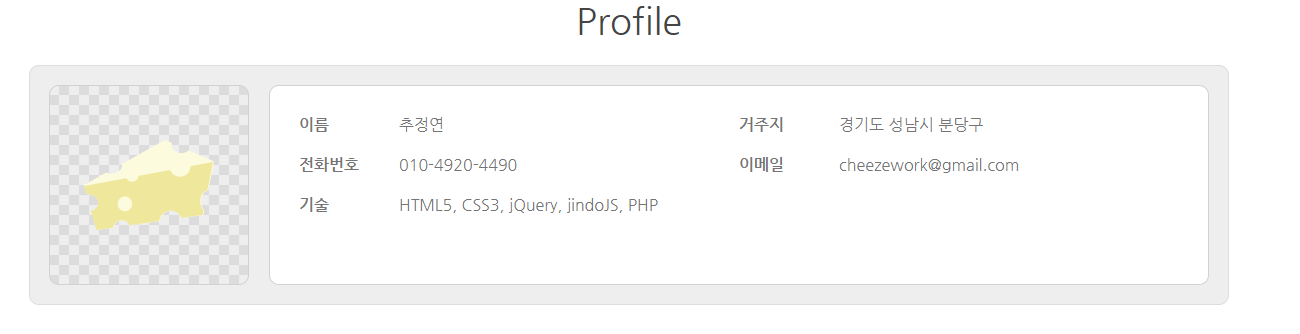 Profile
이름 추정연 거주지 경기도 성남시 분당구
전화번호 010-4920-4490 이메일 cheezework@gmail.com
기술 HTML5, CSS3, jQuery, jindoJS, PHP